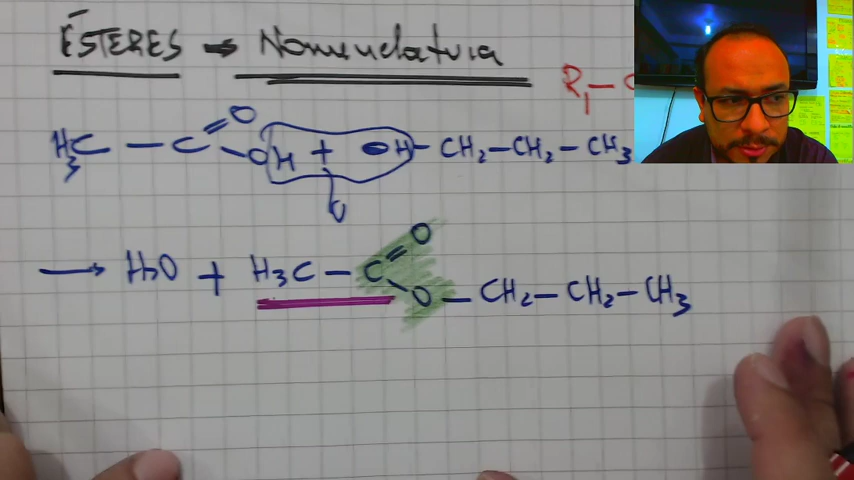 ÉSTERES → Nomenclatura
R₁—
H₃C — C =O —OH + OH—CH₂—CH₂—CH₃
→ H₂O + H₃C — C =O —O — CH₂—CH₂—CH₃